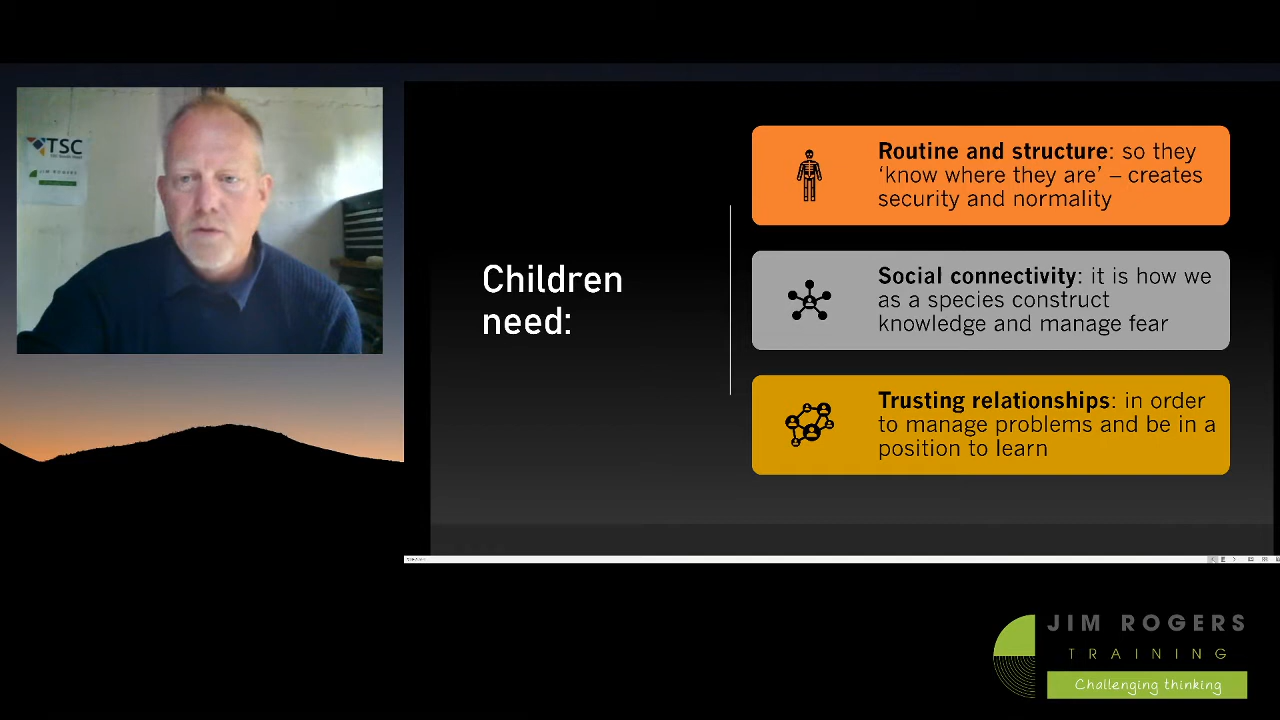 TSC
JIM ROGERS
Children
need:
Routine and structure: so they
‘know where they are’ – creates
security and normality
Social connectivity: it is how we
as a species construct
knowledge and manage fear
Trusting relationships: in order
to manage problems and be in a
position to learn
JIM ROGERS
TRAINING
Challenging thinking